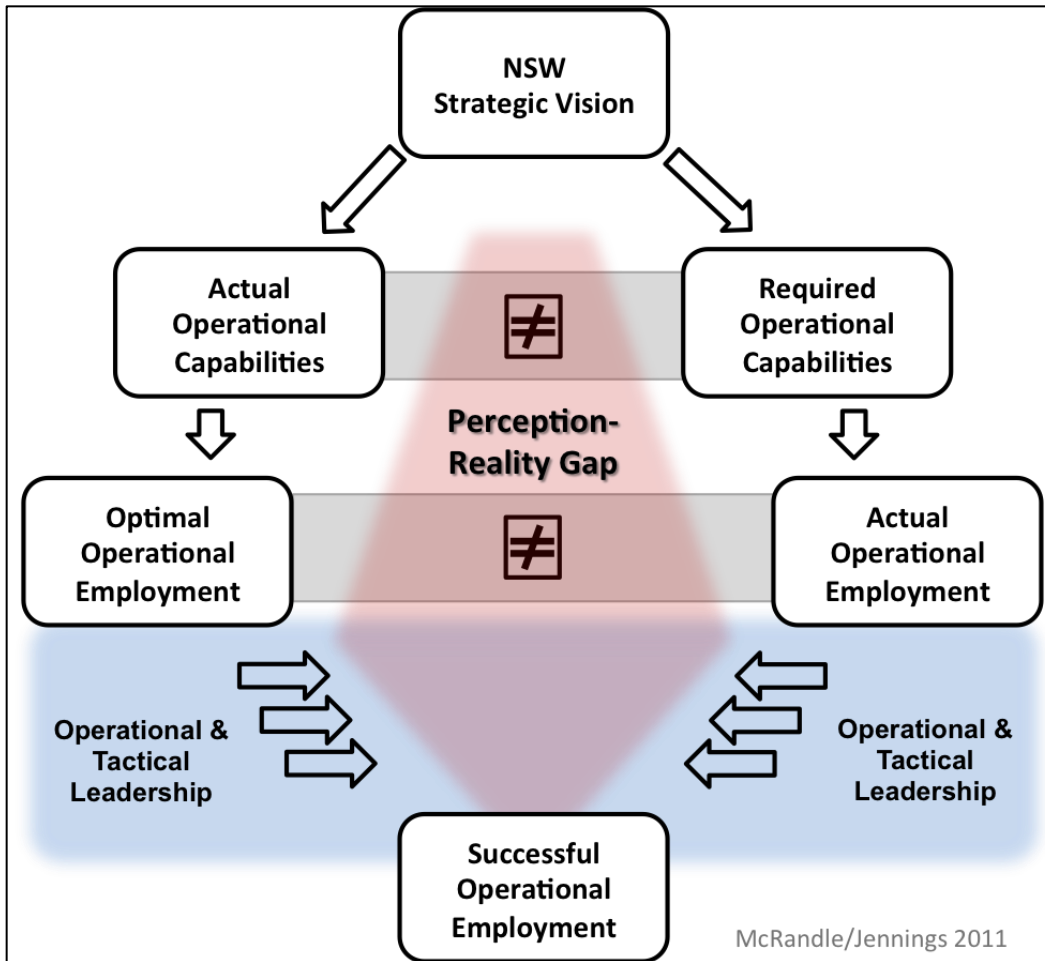 NSW
Strategic Vision
Actual
Operational
Capabilities
≠
Required
Operational
Capabilities
Perception-
Reality Gap
Optimal
Operational
Employment
≠
Actual
Operational
Employment
Operational &
Tactical
Leadership
Operational &
Tactical
Leadership
Successful
Operational
Employment
McRandle/Jennings 2011